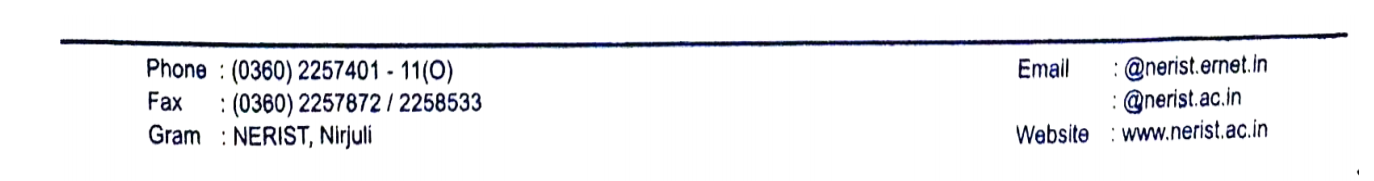 Phone : (0360) 2257401 - 11(O)
Fax : (0360) 2257872 / 2258533
Gram : NERIST, Nirjuli
Email : @nerist.ernet.in
: @nerist.ac.in
Website : www.nerist.ac.in